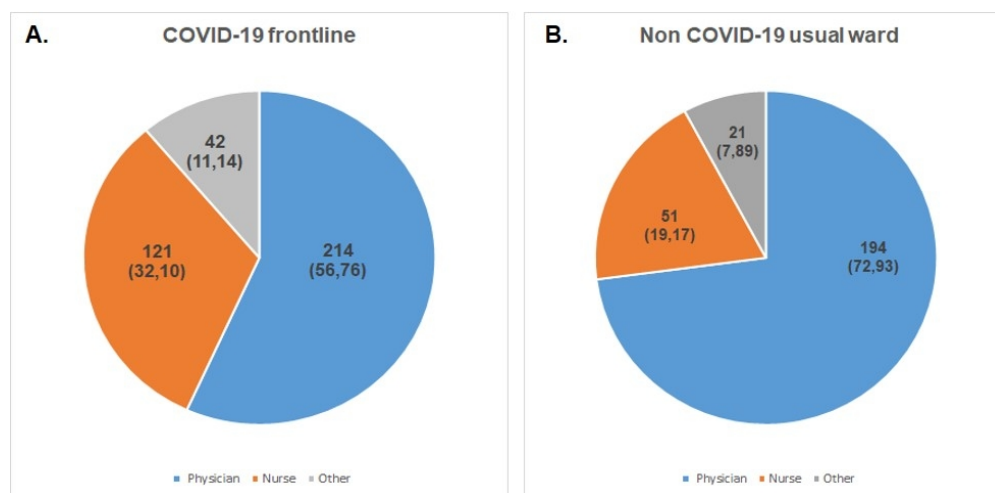 A.
COVID-19 frontline
42
(11,14)
121
(32,10)
214
(56,76)
Physician Nurse Other
B.
Non COVID-19 usual ward
21
(7,89)
51
(19,17)
194
(72,93)
Physician Nurse Other